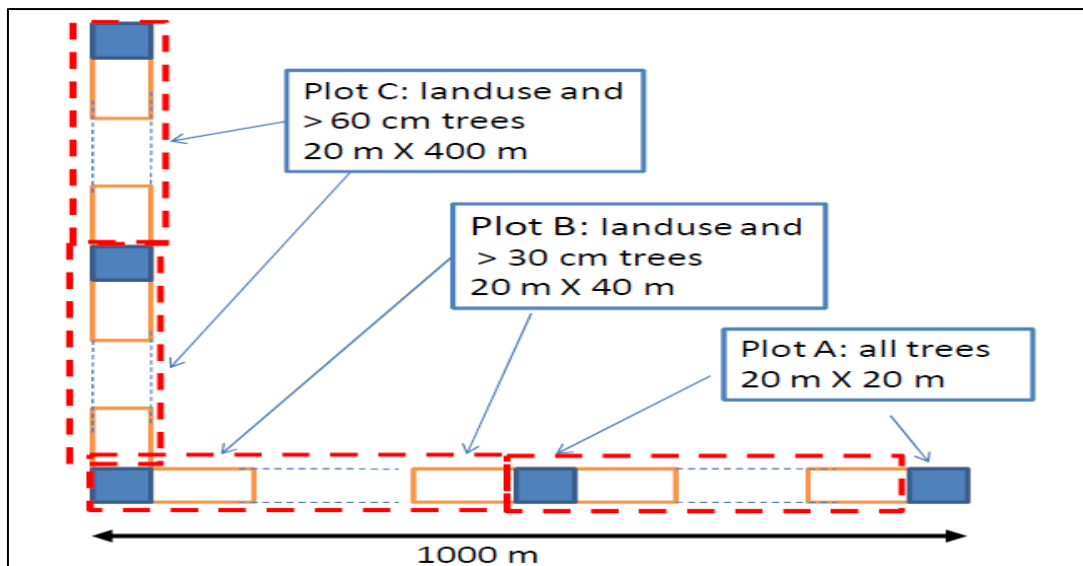 Plot C: landuse and
> 60 cm trees
20 m X 400 m
Plot B: landuse and
> 30 cm trees
20 m X 40 m
Plot A: all trees
20 m X 20 m
1000 m